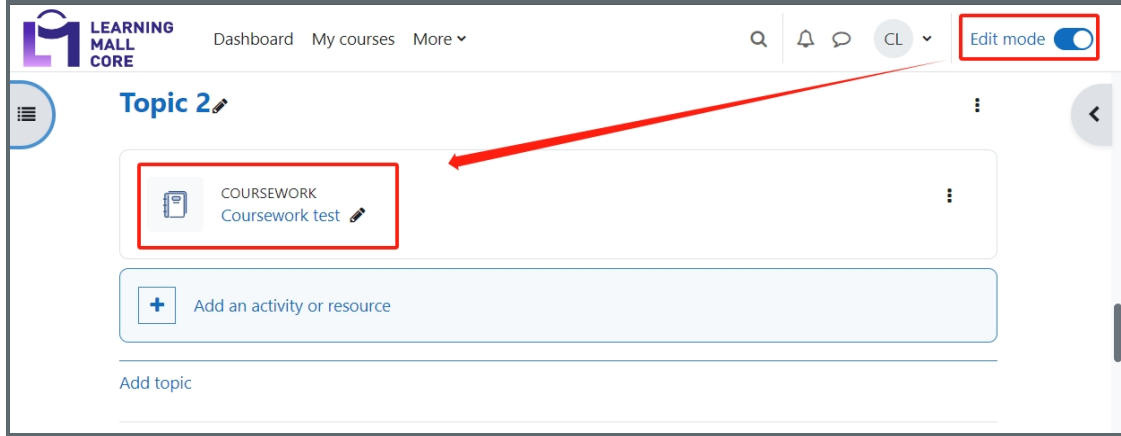 LEARNING
MALL
CORE
Dashboard My courses More CL Edit mode
Topic 2
COURSEWORK
Coursework test
Add an activity or resource
Add topic